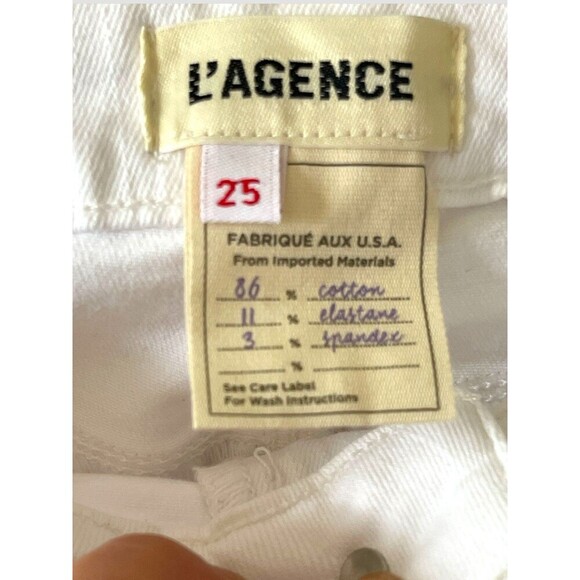 L'AGENCE
25
FABRIQUÉ AUX U.S.A.
From Imported Materials
86 % cotton
11 % elastane
3 % spandex
%
See Care Label
For Wash Instructions